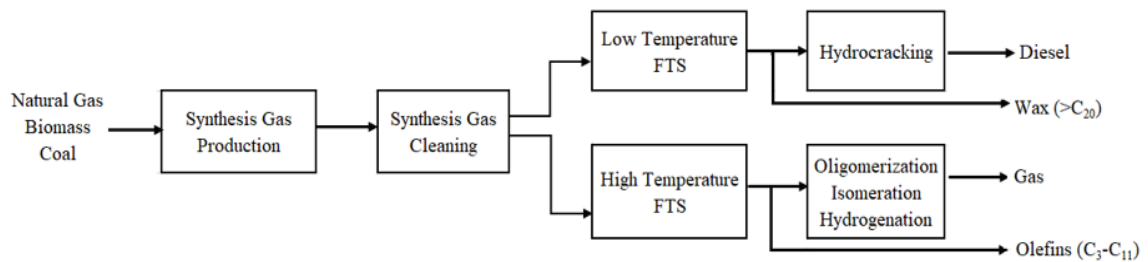 Natural Gas
Biomass
Coal
Synthesis Gas
Production
Synthesis Gas
Cleaning
Low Temperature
FTS
Hydrocracking
Diesel
Wax (>C₂₀)
High Temperature
FTS
Oligomerization
Isomeration
Hydrogenation
Gas
Olefins (C₃-C₁₁)